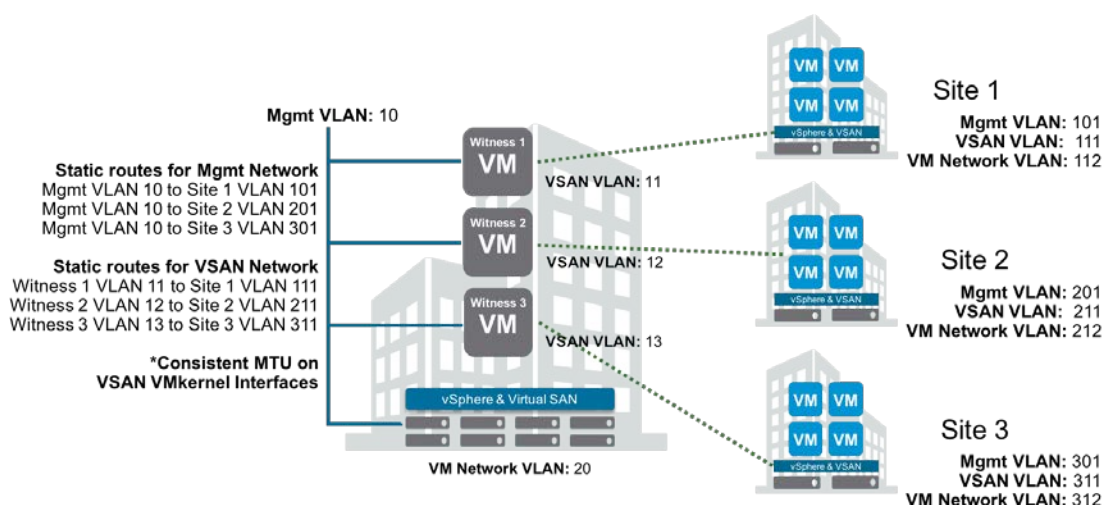 Mgmt VLAN: 10
Static routes for Mgmt Network
Mgmt VLAN 10 to Site 1 VLAN 101
Mgmt VLAN 10 to Site 2 VLAN 201
Mgmt VLAN 10 to Site 3 VLAN 301
Static routes for VSAN Network
Witness 1 VLAN 11 to Site 1 VLAN 111
Witness 2 VLAN 12 to Site 2 VLAN 211
Witness 3 VLAN 13 to Site 3 VLAN 311
*Consistent MTU on
VSAN VMkernel Interfaces
Witness 1
VM
VSAN VLAN: 11
Witness 2
VM
VSAN VLAN: 12
Witness 3
VM
VSAN VLAN: 13
vSphere & Virtual SAN
VM Network VLAN: 20
VM VM
VM VM
vSphere & VSAN
Site 1
Mgmt VLAN: 101
VSAN VLAN: 111
VM Network VLAN: 112
VM VM
VM VM
vSphere & VSAN
Site 2
Mgmt VLAN: 201
VSAN VLAN: 211
VM Network VLAN: 212
VM VM
VM VM
vSphere & VSAN
Site 3
Mgmt VLAN: 301
VSAN VLAN: 311
VM Network VLAN: 312